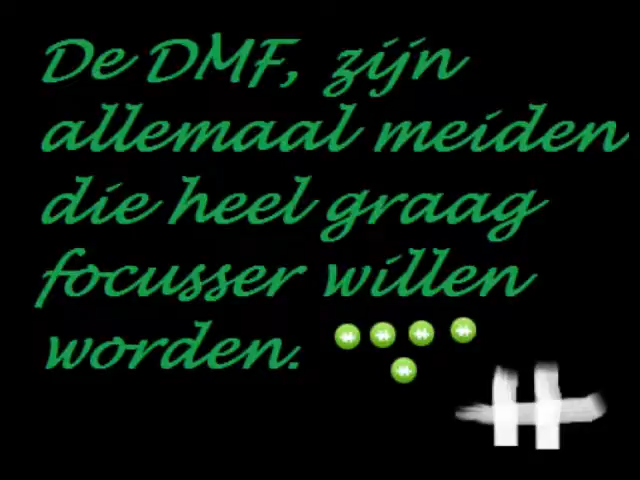 De DMF, zijn
allemaal meiden
die heel graag
focusser willen
worden.